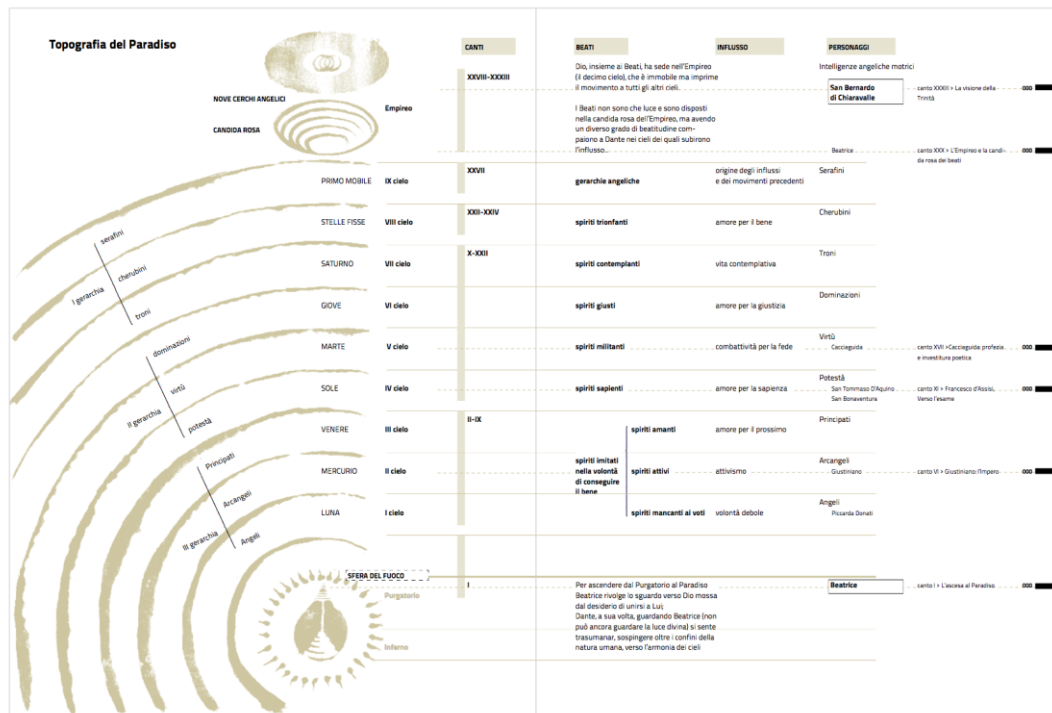 Topografia del Paradiso
CANTI
BEATI
INFLUSSO
PERSONAGGI
NOVE CERCHI ANGELICI
CANDIDA ROSA
Empireo
XXVIII-XXXIII
Dio, insieme ai Beati, ha sede nell'Empireo
(il decimo cielo), che è immobile ma imprime
il movimento a tutti gli altri cieli.
I Beati non sono che luce e sono disposti
nella candida rosa dell'Empireo, ma avendo
un diverso grado di beatitudine com-
paiono a Dante nei cieli dei quali subirono
l'influsso.
Intelligenze angeliche motrici
San Bernardo
di Chiaravalle
canto XXXIII > La visione della
Trinità
000
Beatrice
canto XXX > L'Empireo e la candi-
da rosa dei beati
000
PRIMO MOBILE
IX cielo
XXVII
gerarchie angeliche
origine degli influssi
e dei movimenti precedenti
Serafini
STELLE FISSE
VIII cielo
XXII-XXIV
spiriti trionfanti
amore per il bene
Cherubini
SATURNO
VII cielo
X-XXII
spiriti contemplanti
vita contemplativa
Troni
GIOVE
VI cielo
spiriti giusti
amore per la giustizia
Dominazioni
MARTE
V cielo
spiriti militanti
combattività per la fede
Virtù
Cacciaguida
canto XVII >Cacciaguida: profezia
e investitura poetica
000
SOLE
IV cielo
spiriti sapienti
amore per la sapienza
Potestà
San Tommaso D'Aquino
San Bonaventura
canto XI > Francesco d'Assisi,
Verso l'esame
000
VENERE
III cielo
II-IX
spiriti amanti
amore per il prossimo
Principati
spiriti imitati
nella volontà
di conseguire
il bene
MERCURIO
II cielo
spiriti attivi
attivismo
Arcangeli
Giustiniano
canto VI > Giustiniano: l'Impero
000
LUNA
I cielo
spiriti mancanti ai voti
volontà debole
Angeli
Piccarda Donati
I gerarchia
serafini
cherubini
troni
II gerarchia
dominazioni
virtù
potestà
III gerarchia
Principati
Arcangeli
Angeli
SFERA DEL FUOCO
Purgatorio
Inferno
I
Per ascendere dal Purgatorio al Paradiso
Beatrice rivolge lo sguardo verso Dio mossa
dal desiderio di unirsi a Lui;
Dante, a sua volta, guardando Beatrice (non
può ancora guardare la luce divina) si sente
trasumanar, sospingere oltre i confini della
natura umana, verso l'armonia dei cieli
Beatrice
canto I > L'ascesa al Paradiso
000